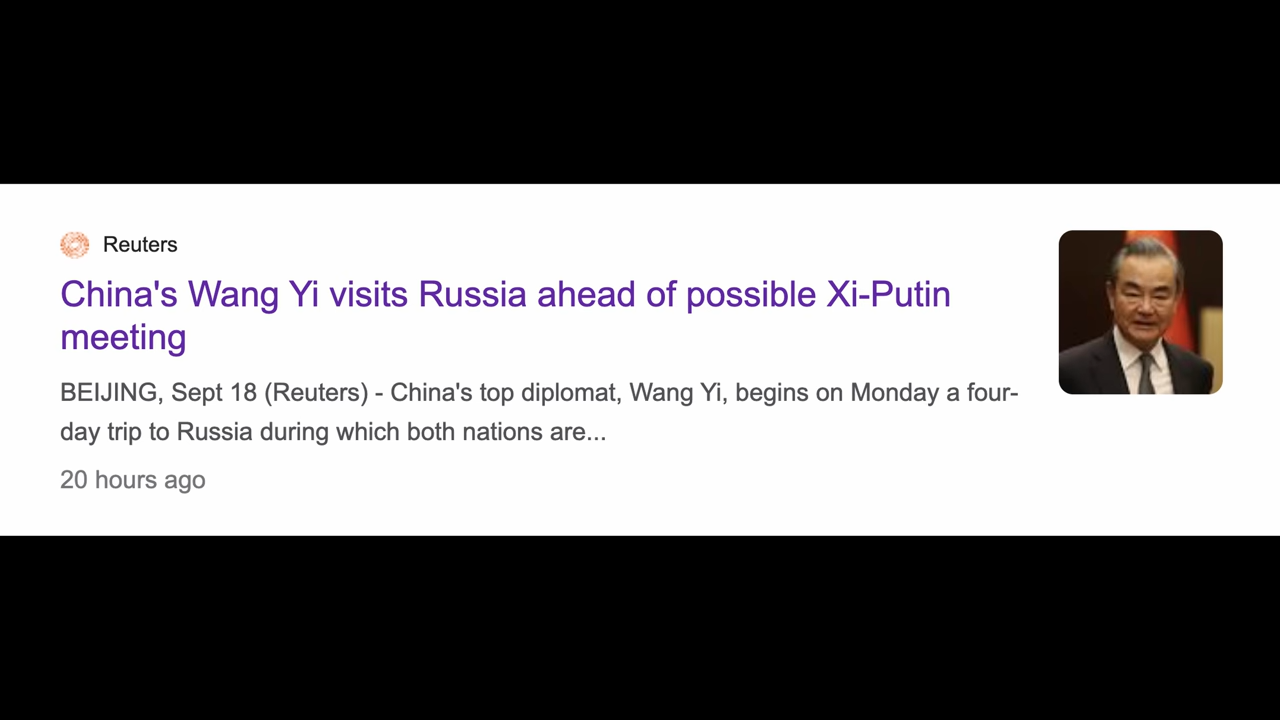 Reuters
China's Wang Yi visits Russia ahead of possible Xi-Putin
meeting
BEIJING, Sept 18 (Reuters) - China's top diplomat, Wang Yi, begins on Monday a four-
day trip to Russia during which both nations are...
20 hours ago